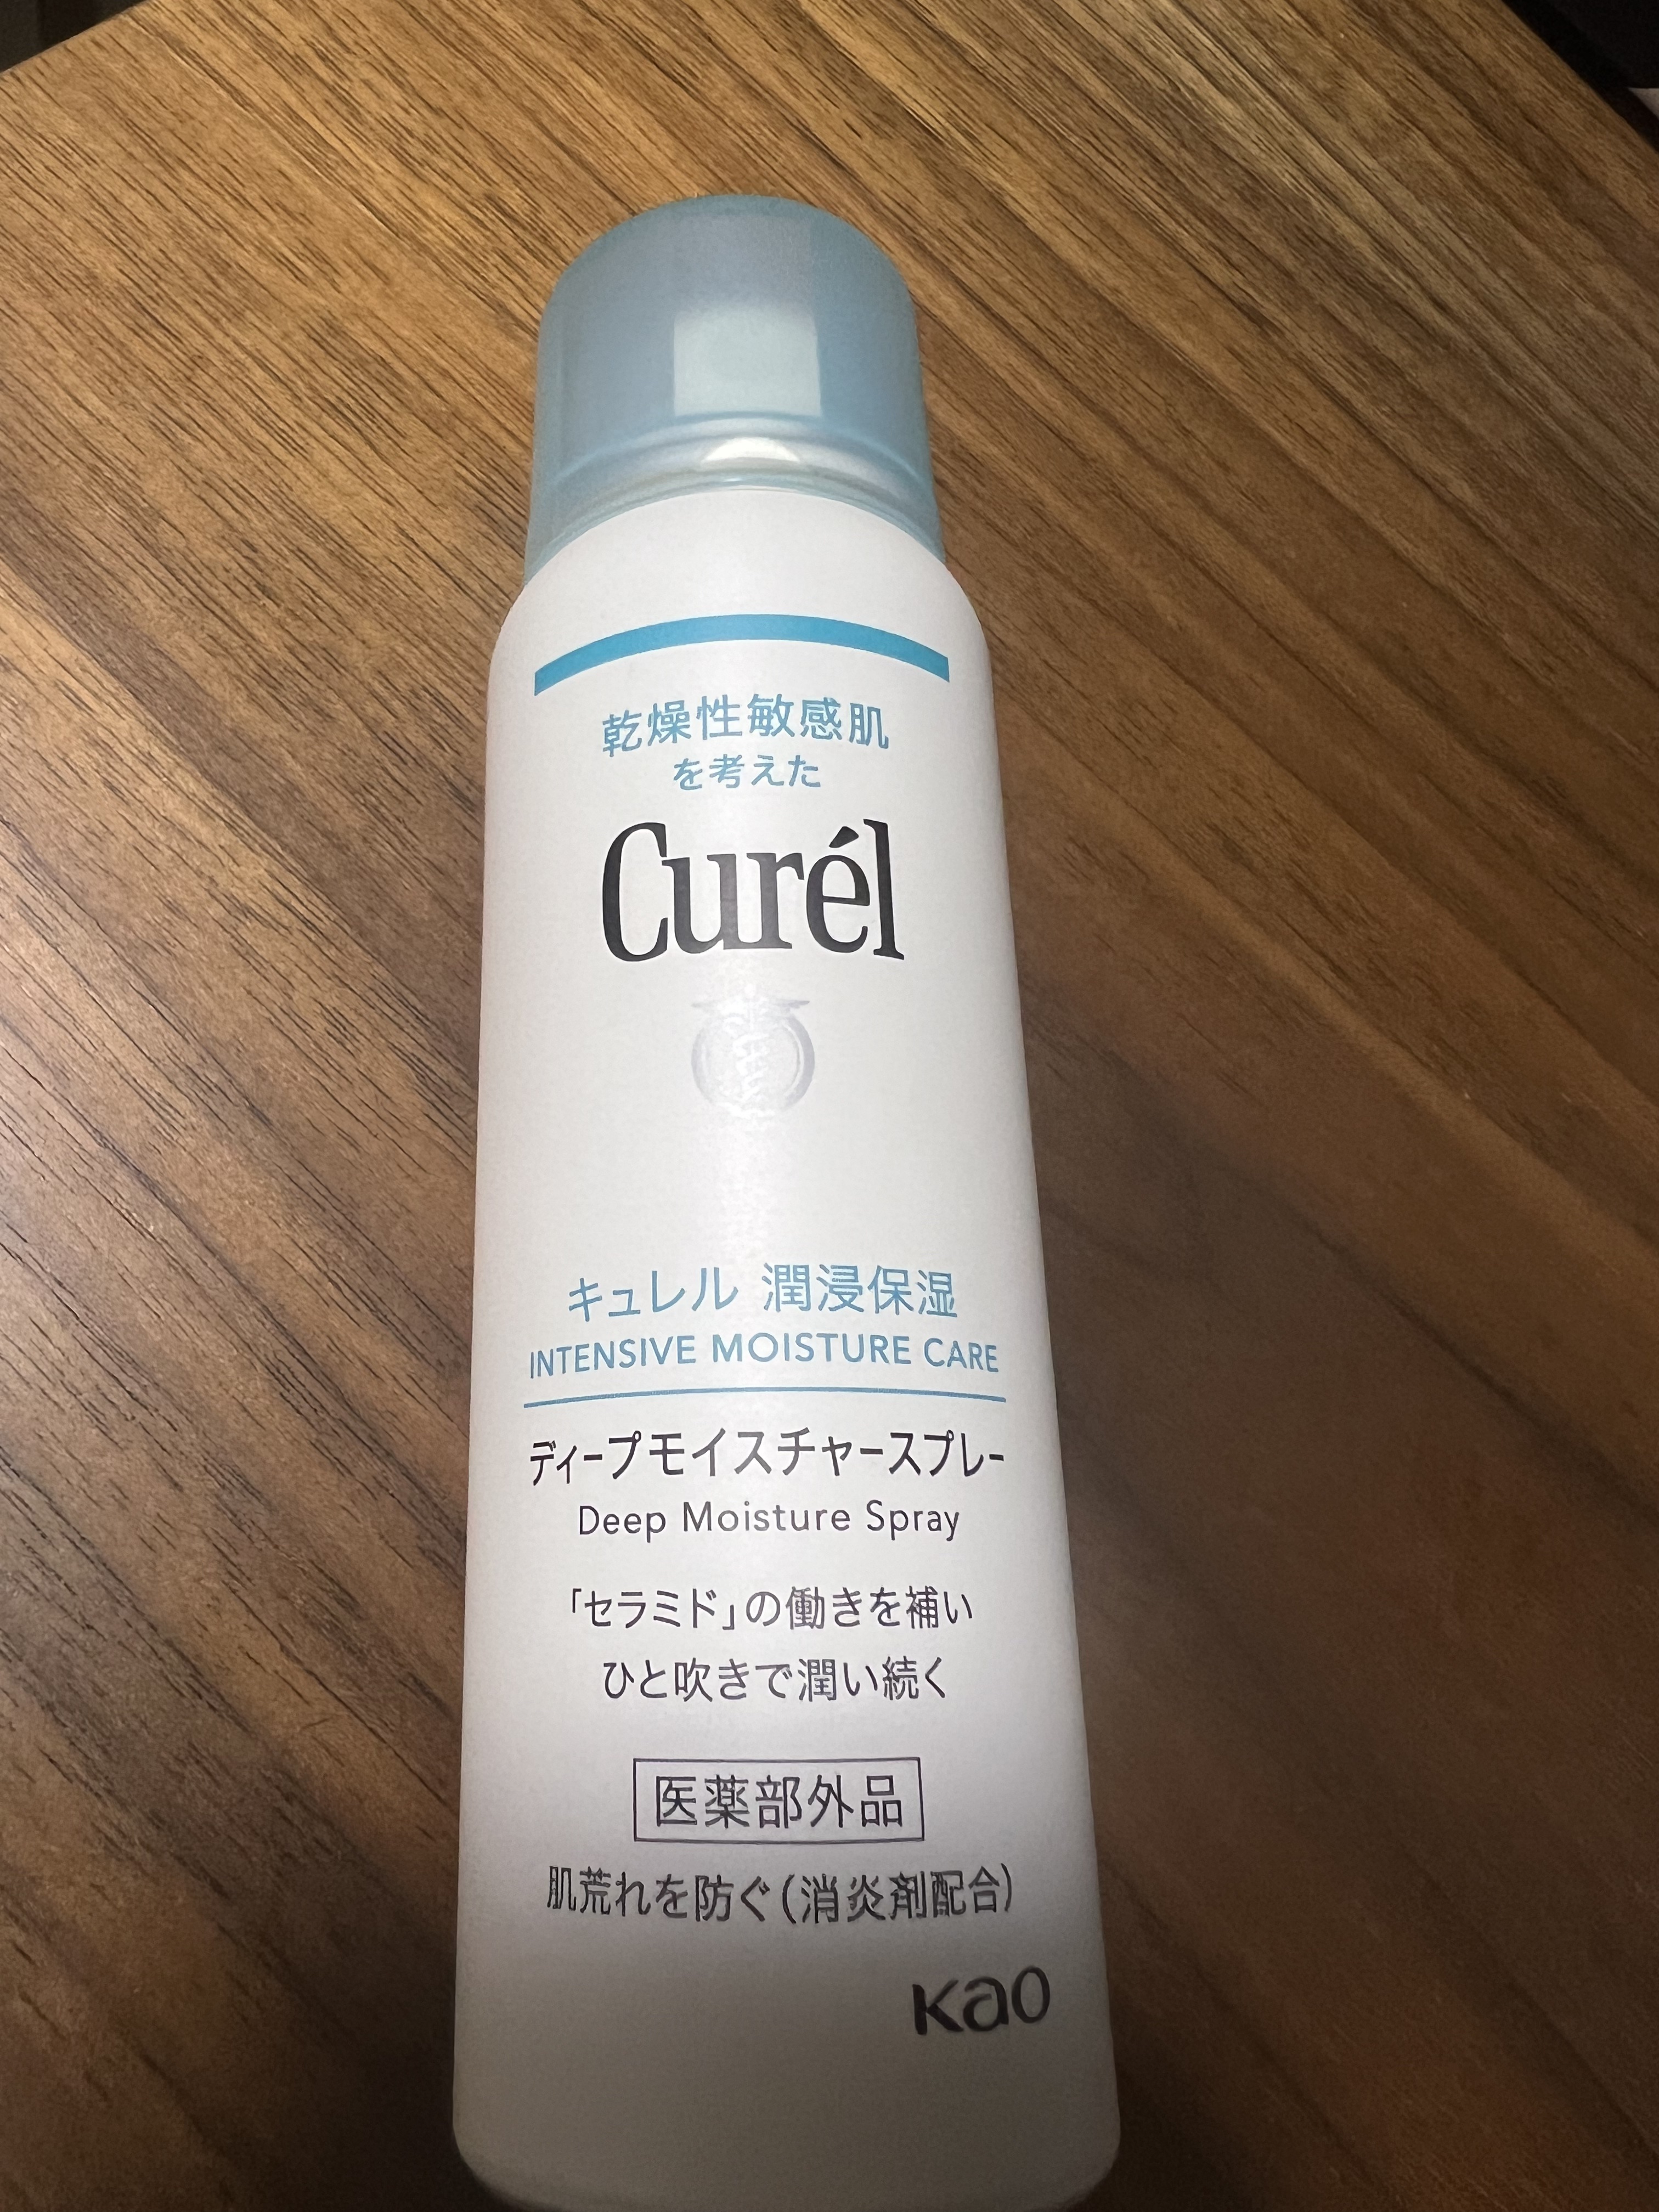 乾燥性敏感肌
を考えた
Curél
キュレル 潤浸保湿
INTENSIVE MOISTURE CARE
ディープモイスチャースプレー
Deep Moisture Spray
「セラミド」の働きを補い
ひと吹きで潤い続く
医薬部外品
肌荒れを防ぐ(消炎剤配合)
Kao